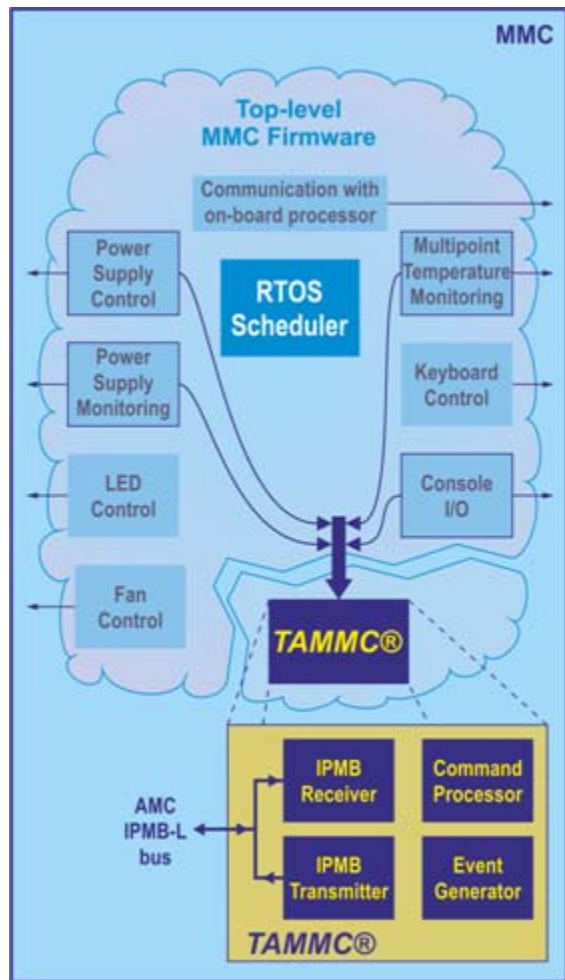 MMC
Top-level
MMC Firmware
Communication with
on-board processor
Power
Supply
Control
Multipoint
Temperature
Monitoring
RTOS
Scheduler
Power
Supply
Monitoring
Keyboard
Control
LED
Control
Console
I/O
Fan
Control
TAMMC®
IPMB
Receiver
Command
Processor
AMC
IPMB-L
bus
IPMB
Transmitter
Event
Generator
TAMMC®